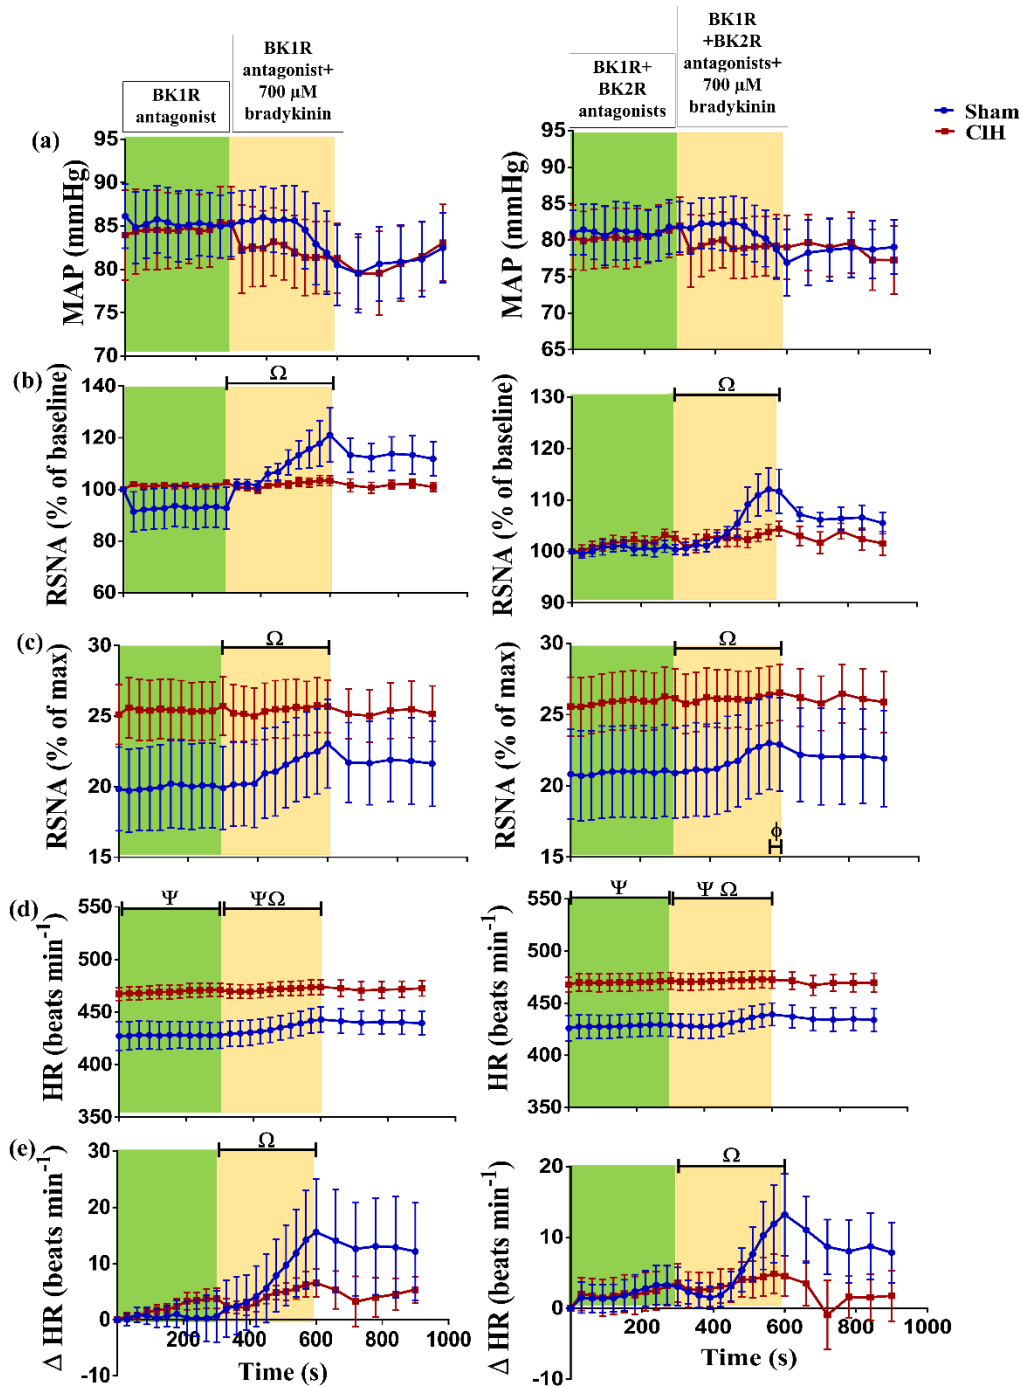 BK1R
antagonist
BK1R
antagonist+
700 µM
bradykinin
BK1R+
BK2R
antagonists
BK1R
+BK2R
antagonists+
700 µM
bradykinin
Sham
CIH
(a)
MAP (mmHg)
95
90
85
80
75
70
MAP (mmHg)
95
90
85
80
75
70
65
(b)
RSNA (% of baseline)
140
120
100
80
60
Ω
RSNA (% of baseline)
130
120
110
100
90
Ω
(c)
RSNA (% of max)
30
25
20
15
Ω
RSNA (% of max)
30
25
20
15
Ω
ϕ
(d)
HR (beats min-1)
550
500
450
400
350
Ψ
ΨΩ
HR (beats min-1)
550
500
450
400
350
Ψ
Ψ Ω
(e)
Δ HR (beats min-1)
30
20
10
0
-10
Ω
200 400 600 800 1000
Time (s)
Δ HR (beats min-1)
20
10
0
-10
Ω
200 400 600 800 1000
Time (s)